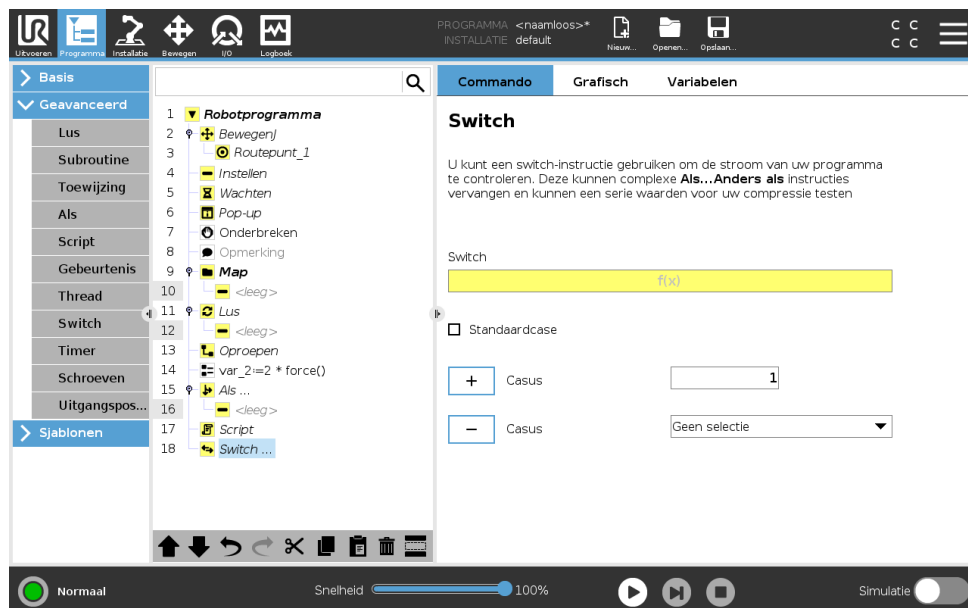 PROGRAMMA <naamloos>*
INSTALLATIE default
C C
C C
Uitvoeren Programma Installatie Bewegen I/O Logboek Nieuw... Openen... Opslaan...
Basis
Geavanceerd
Lus
Subroutine
Toewijzing
Als
Script
Gebeurtenis
Thread
Switch
Timer
Schroeven
Uitgangspos...
Sjablonen
1 Robotprogramma
2 BewegenJ
3 Routepunt_1
4 Instellen
5 Wachten
6 Pop-up
7 Onderbreken
8 Opmerking
9 Map
10 <leeg>
11 Lus
12 <leeg>
13 Oproepen
14 var_2:=2 * force()
15 Als ...
16 <leeg>
17 Script
18 Switch ...
Commando Grafisch Variabelen
Switch
U kunt een switch-instructie gebruiken om de stroom van uw programma
te controleren. Deze kunnen complexe Als...Anders als instructies
vervangen en kunnen een serie waarden voor uw compressie testen
Switch
f(x)
Standaardcase
+ Casus 1
− Casus Geen selectie
Normaal Snelheid 100% Simulatie